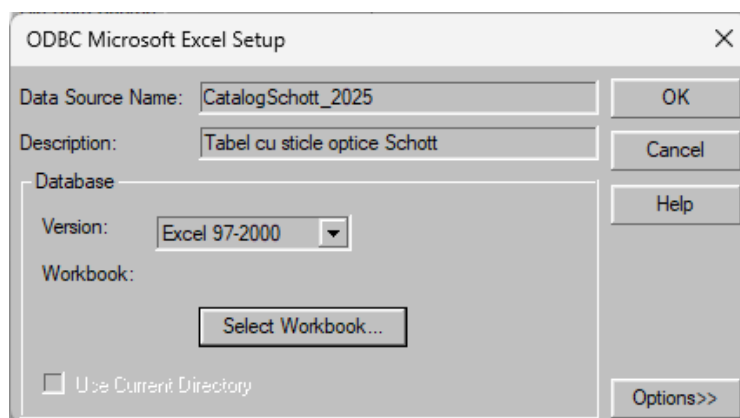 ODBC Microsoft Excel Setup
Data Source Name: CatalogSchott_2025
OK
Description: Tabel cu sticle optice Schott
Cancel
Database
Help
Version: Excel 97-2000
Workbook:
Select Workbook...
Use Current Directory
Options>>